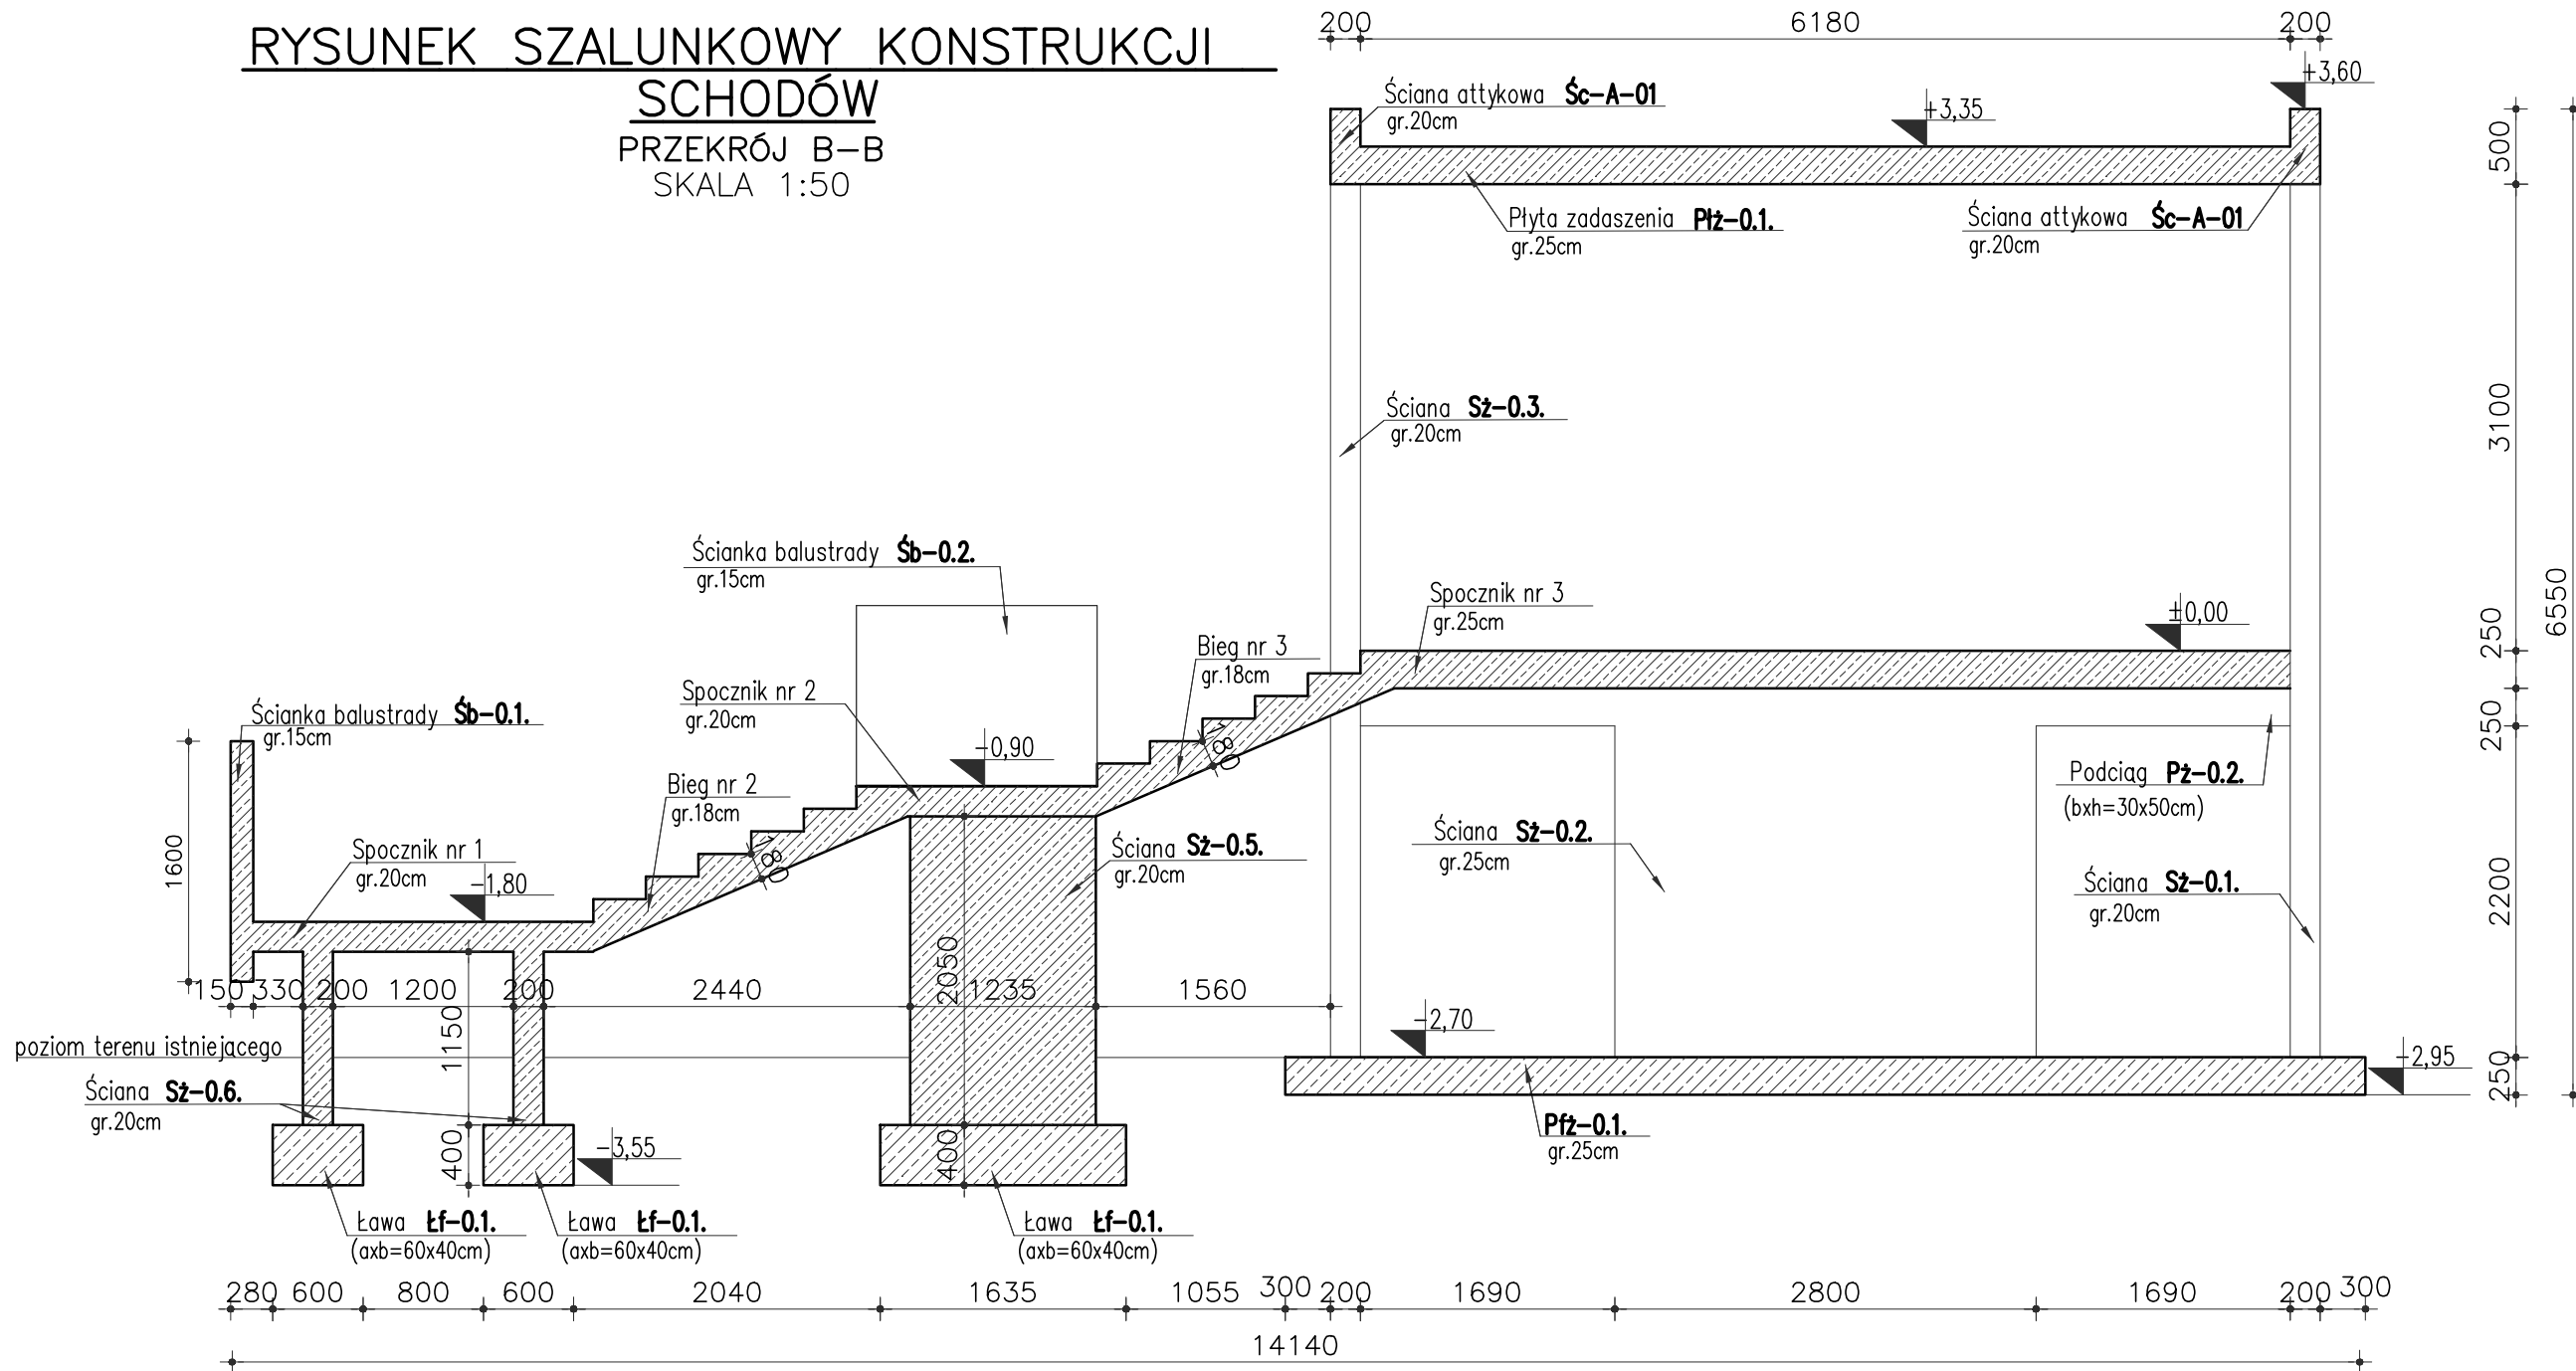 RYSUNEK SZALUNKOWY KONSTRUKCJI
SCHODÓW
PRZEKRÓJ B-B
SKALA 1:50
200
6180
200
+3,60
Ściana attykowa Śc-A-01
gr.20cm
+3,35
500
Płyta zadaszenia Płż-0.1.
gr.25cm
Ściana attykowa Śc-A-01
gr.20cm
3100
Ściana Sż-0.3.
gr.20cm
6550
Ścianka balustrady Śb-0.2.
gr.15cm
Spocznik nr 3
gr.25cm
±0,00
250
Bieg nr 3
gr.18cm
Spocznik nr 2
gr.20cm
Ścianka balustrady Śb-0.1.
gr.15cm
250
180
-0,90
Podciąg Pż-0.2.
(bxh=30x50cm)
Bieg nr 2
gr.18cm
180
1600
Spocznik nr 1
gr.20cm
-1,80
Ściana Sż-0.5.
gr.20cm
Ściana Sż-0.2.
gr.25cm
Ściana Sż-0.1.
gr.20cm
2200
150
330
200
1200
200
2440
2050
1235
1560
1150
-2,70
poziom terenu istniejącego
-2,95
250
Ściana Sż-0.6.
gr.20cm
Pfż-0.1.
gr.25cm
400
-3,55
400
Ława Łf-0.1.
(axb=60x40cm)
Ława Łf-0.1.
(axb=60x40cm)
Ława Łf-0.1.
(axb=60x40cm)
280
600
800
600
2040
1635
1055
300
200
1690
2800
1690
200
300
14140